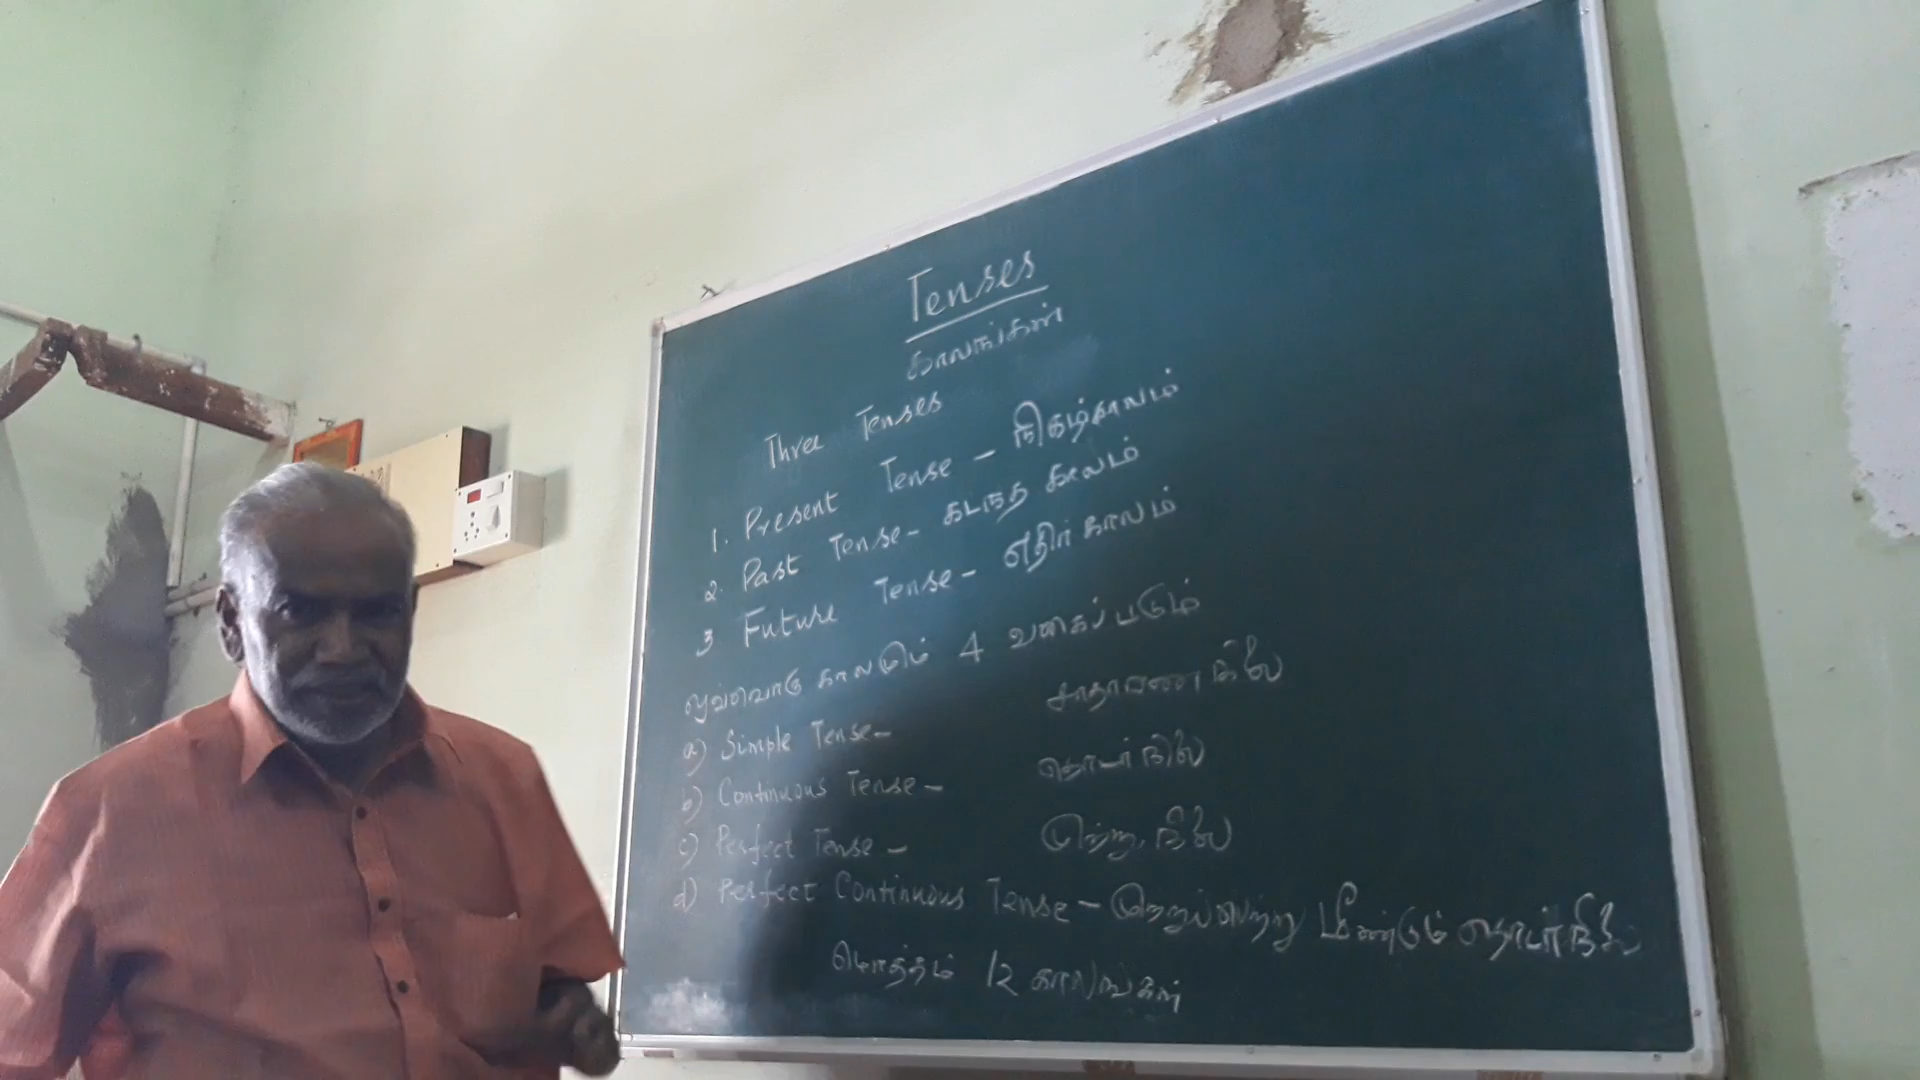 Tenses
காலங்கள்
Three Tenses
1. Present Tense - நிகழ்காலம்
2. Past Tense - கடந்த காலம்
3 Future Tense - எதிர் காலம்
ஒவ்வொரு காலமும் 4 வகைப்படும்
a) Simple Tense - சாதாரண நிலை
b) Continuous Tense - தொடர் நிலை
c) Perfect Tense - முற்று நிலை
d) Perfect Continuous Tense - முற்றுப்பெற்று மீண்டும் தொடர்நிலை
மொத்தம் 12 காலங்கள்